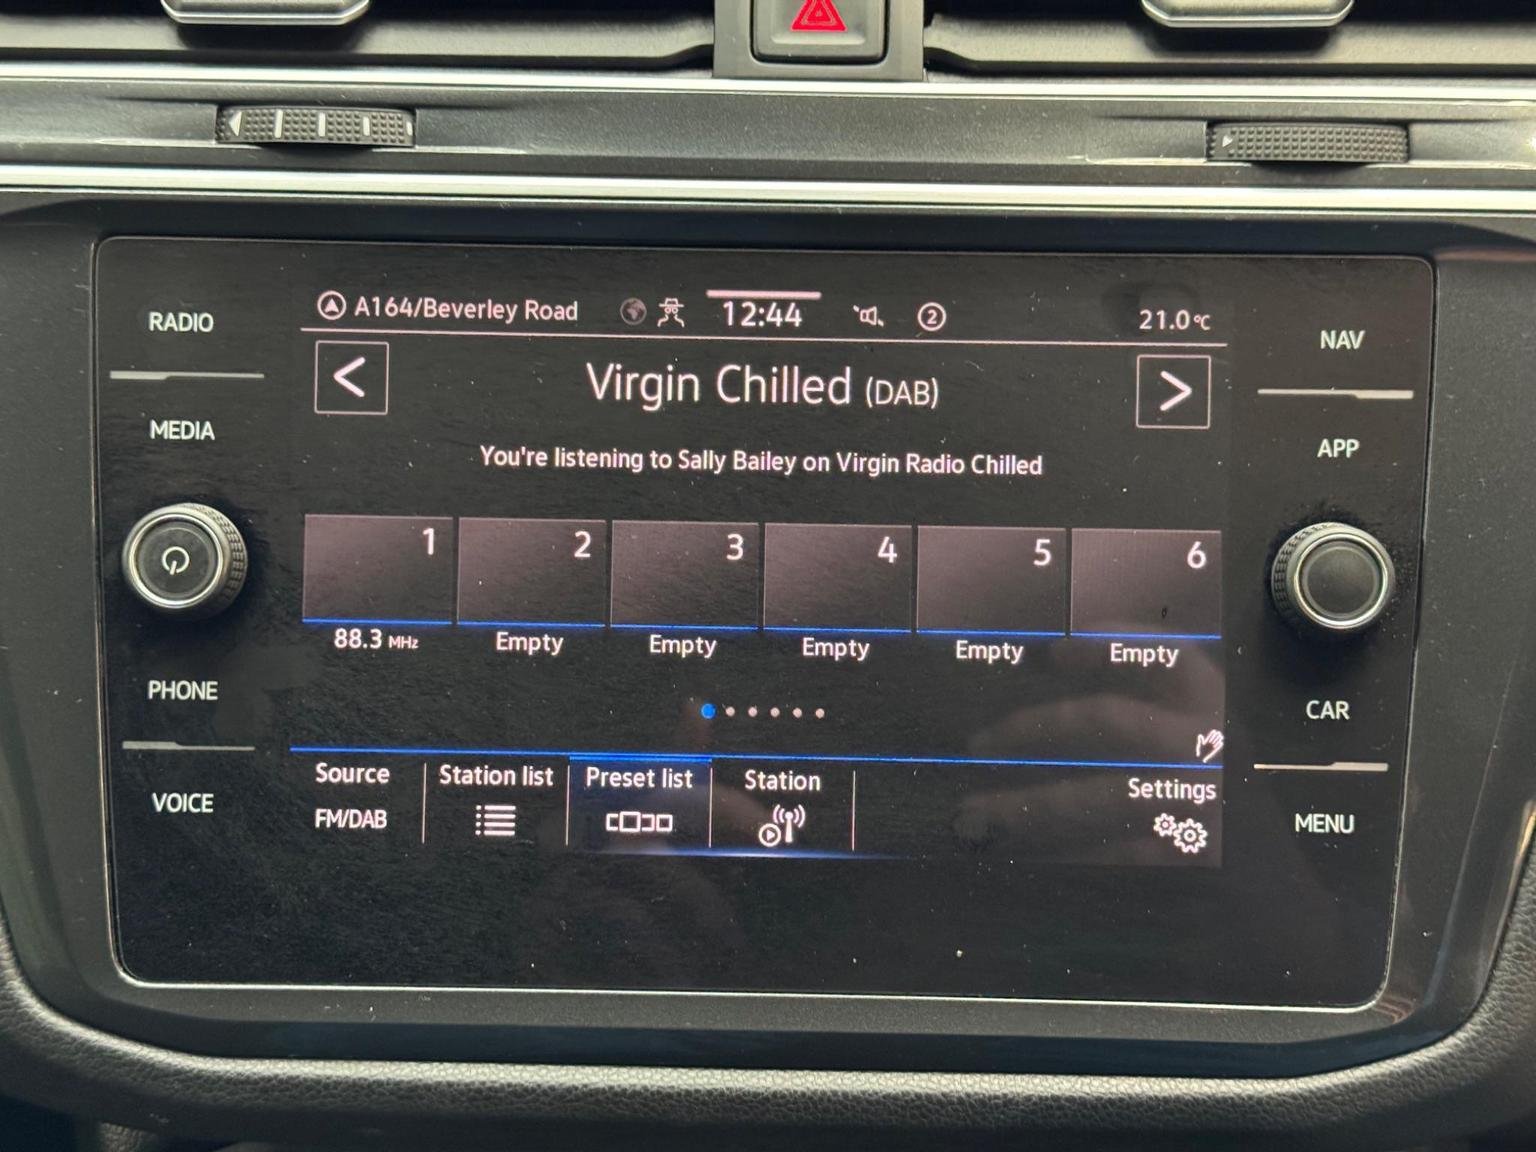 A164/Beverley Road 12:44 2 21.0°C
RADIO
NAV
< Virgin Chilled (DAB) >
MEDIA
APP
You're listening to Sally Bailey on Virgin Radio Chilled
1 2 3 4 5 6
88.3 MHz Empty Empty Empty Empty Empty
PHONE
CAR
Source Station list Preset list Station Settings
FM/DAB
VOICE
MENU